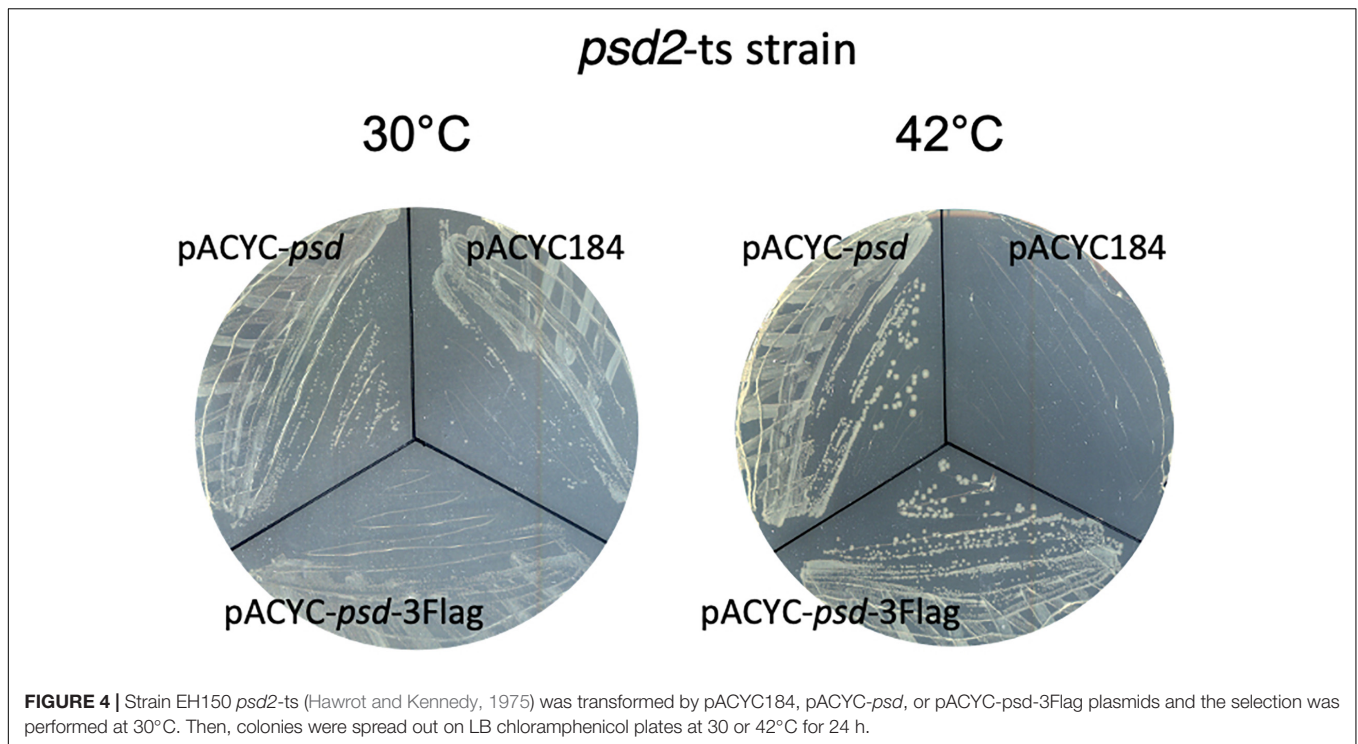 psd2-ts strain
30°C
42°C
pACYC-psd
pACYC184
pACYC-psd
pACYC184
pACYC-psd-3Flag
pACYC-psd-3Flag
FIGURE 4 | Strain EH150 psd2-ts (Hawrot and Kennedy, 1975) was transformed by pACYC184, pACYC-psd, or pACYC-psd-3Flag plasmids and the selection was
performed at 30°C. Then, colonies were spread out on LB chloramphenicol plates at 30 or 42°C for 24 h.